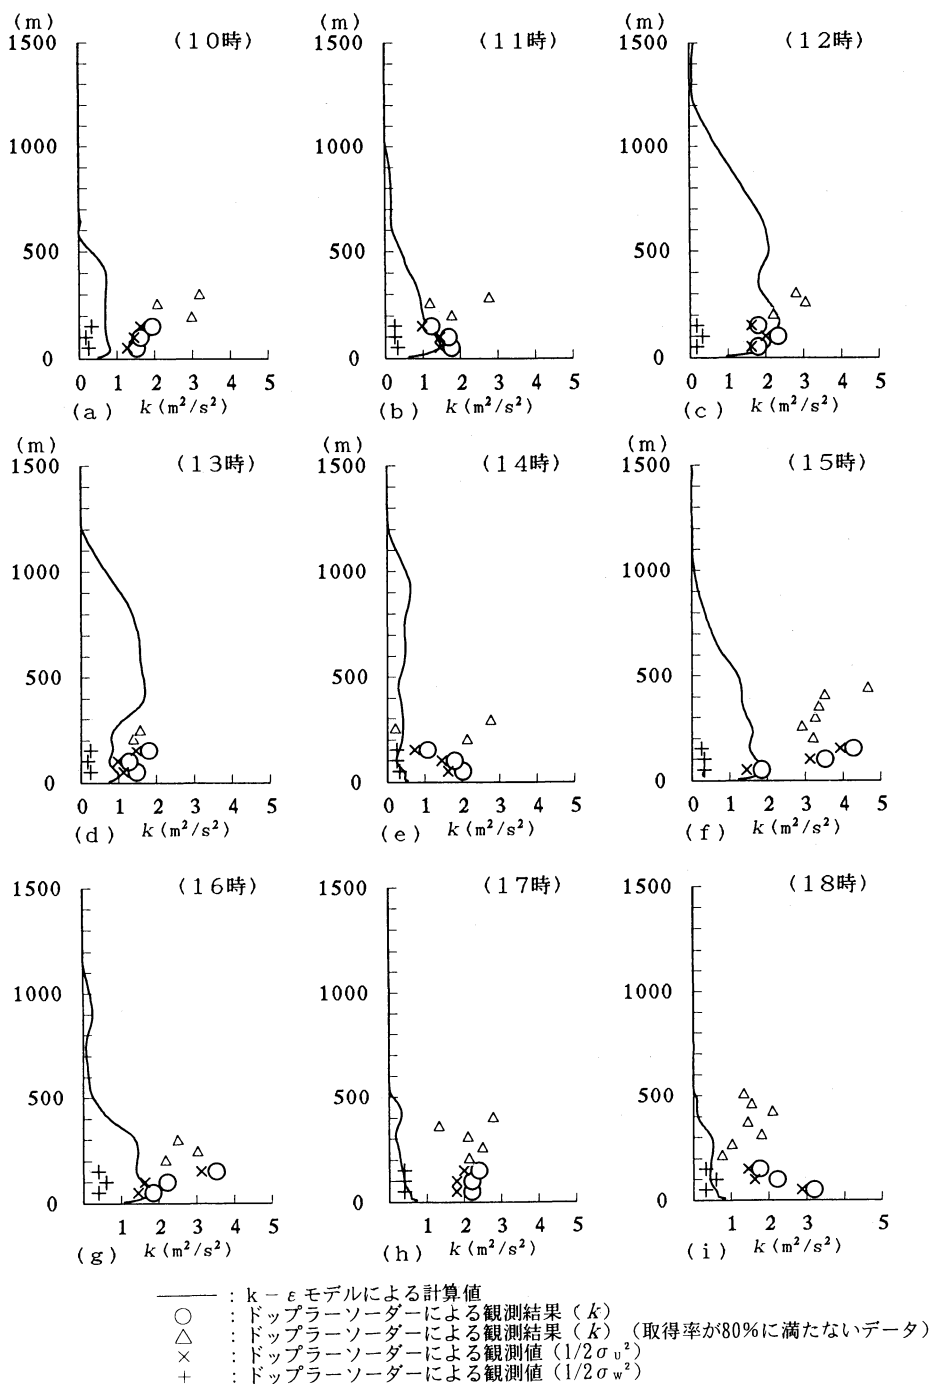 (m) (10時)
1500
1000
500
0
0 1 2 3 4 5
(a) k (m²/s²)
(m) (11時)
1500
1000
500
0
0 1 2 3 4 5
(b) k (m²/s²)
(m) (12時)
1500
1000
500
0
0 1 2 3 4 5
(c) k (m²/s²)
(m) (13時)
1500
1000
500
0
0 1 2 3 4 5
(d) k (m²/s²)
(m) (14時)
1500
1000
500
0
0 1 2 3 4 5
(e) k (m²/s²)
(m) (15時)
1500
1000
500
0
0 1 2 3 4 5
(f) k (m²/s²)
(16時)
1500
1000
500
0
1 2 3 4 5
(g) k (m²/s²)
(17時)
1500
1000
500
0
1 2 3 4 5
(h) k (m²/s²)
(18時)
1500
1000
500
0
1 2 3 4 5
(i) k (m²/s²)
: k－εモデルによる計算値
: ドップラーソーダーによる観測結果 (k)
: ドップラーソーダーによる観測結果 (k) (取得率が80%に満たないデータ)
: ドップラーソーダーによる観測値 (1/2σᵤ²)
: ドップラーソーダーによる観測値 (1/2σw²)